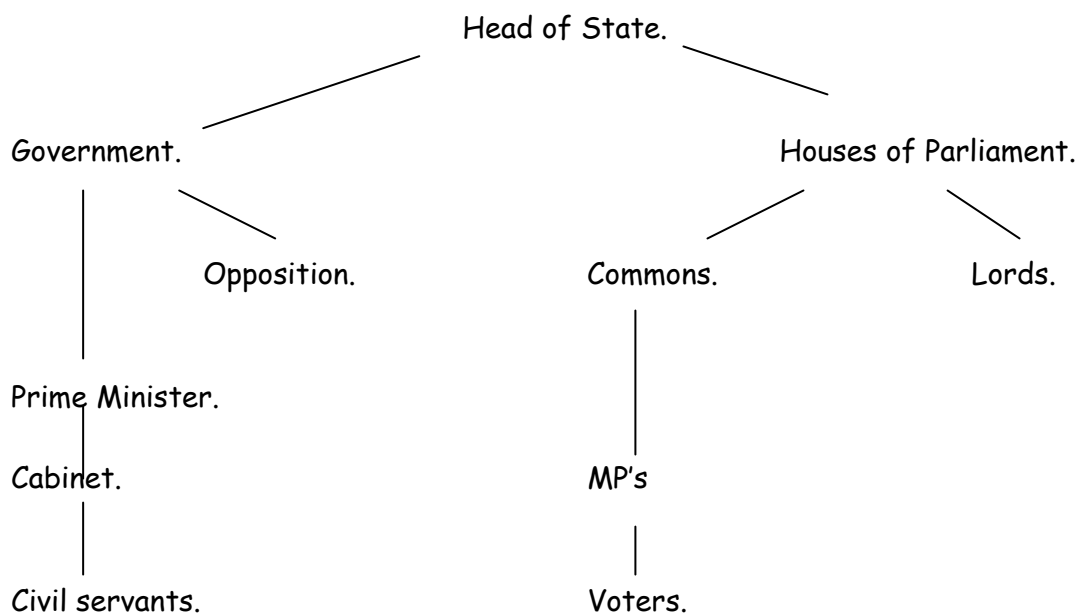 Head of State.
Government.
Houses of Parliament.
Opposition.
Commons.
Lords.
Prime Minister.
Cabinet.
MP's
Civil servants.
Voters.